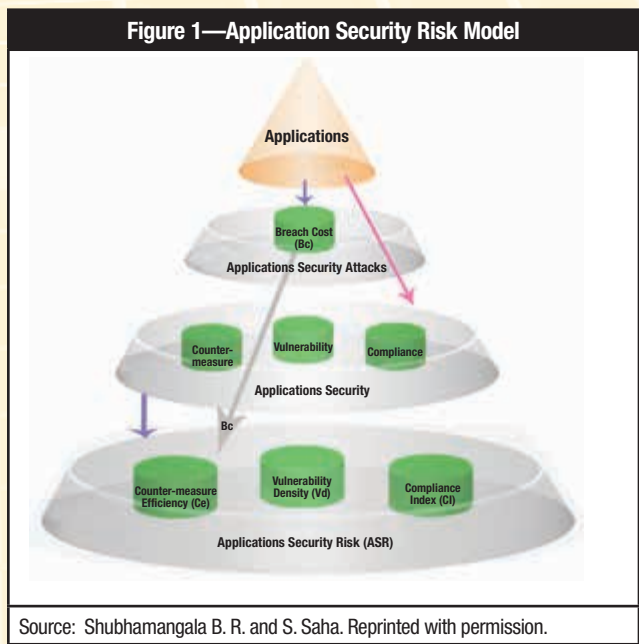 Figure 1—Application Security Risk Model
Applications
Breach Cost
(Bc)
Applications Security Attacks
Counter-
measure
Vulnerability
Compliance
Applications Security
Bc
Counter-measure
Efficiency (Ce)
Vulnerability
Density (Vd)
Compliance
Index (CI)
Applications Security Risk (ASR)
Source: Shubhamangala B. R. and S. Saha. Reprinted with permission.